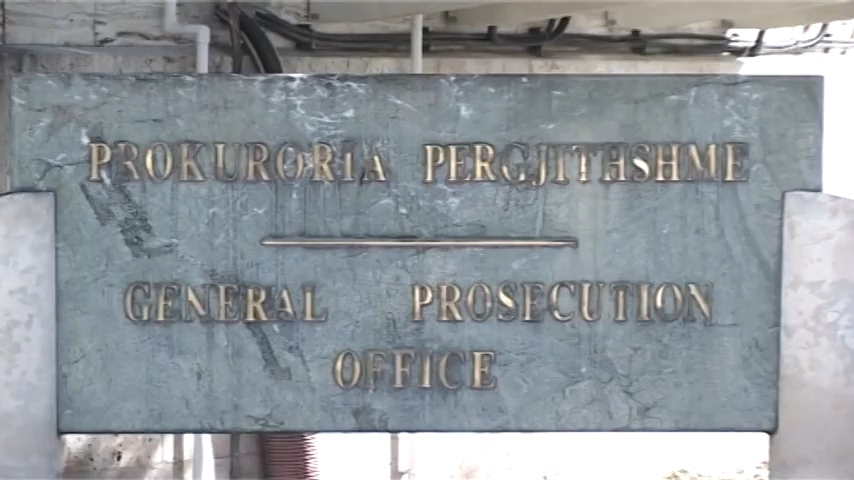 PROKURORIA PERGJITHSHME
GENERAL PROSECUTION
OFFICE